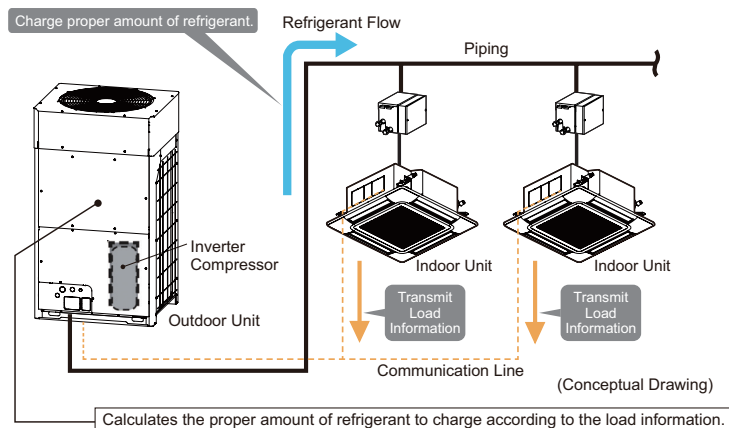 Charge proper amount of refrigerant.
Refrigerant Flow
Piping
Inverter
Compressor
Outdoor Unit
Indoor Unit
Indoor Unit
Transmit
Load
Information
Transmit
Load
Information
Communication Line
(Conceptual Drawing)
Calculates the proper amount of refrigerant to charge according to the load information.